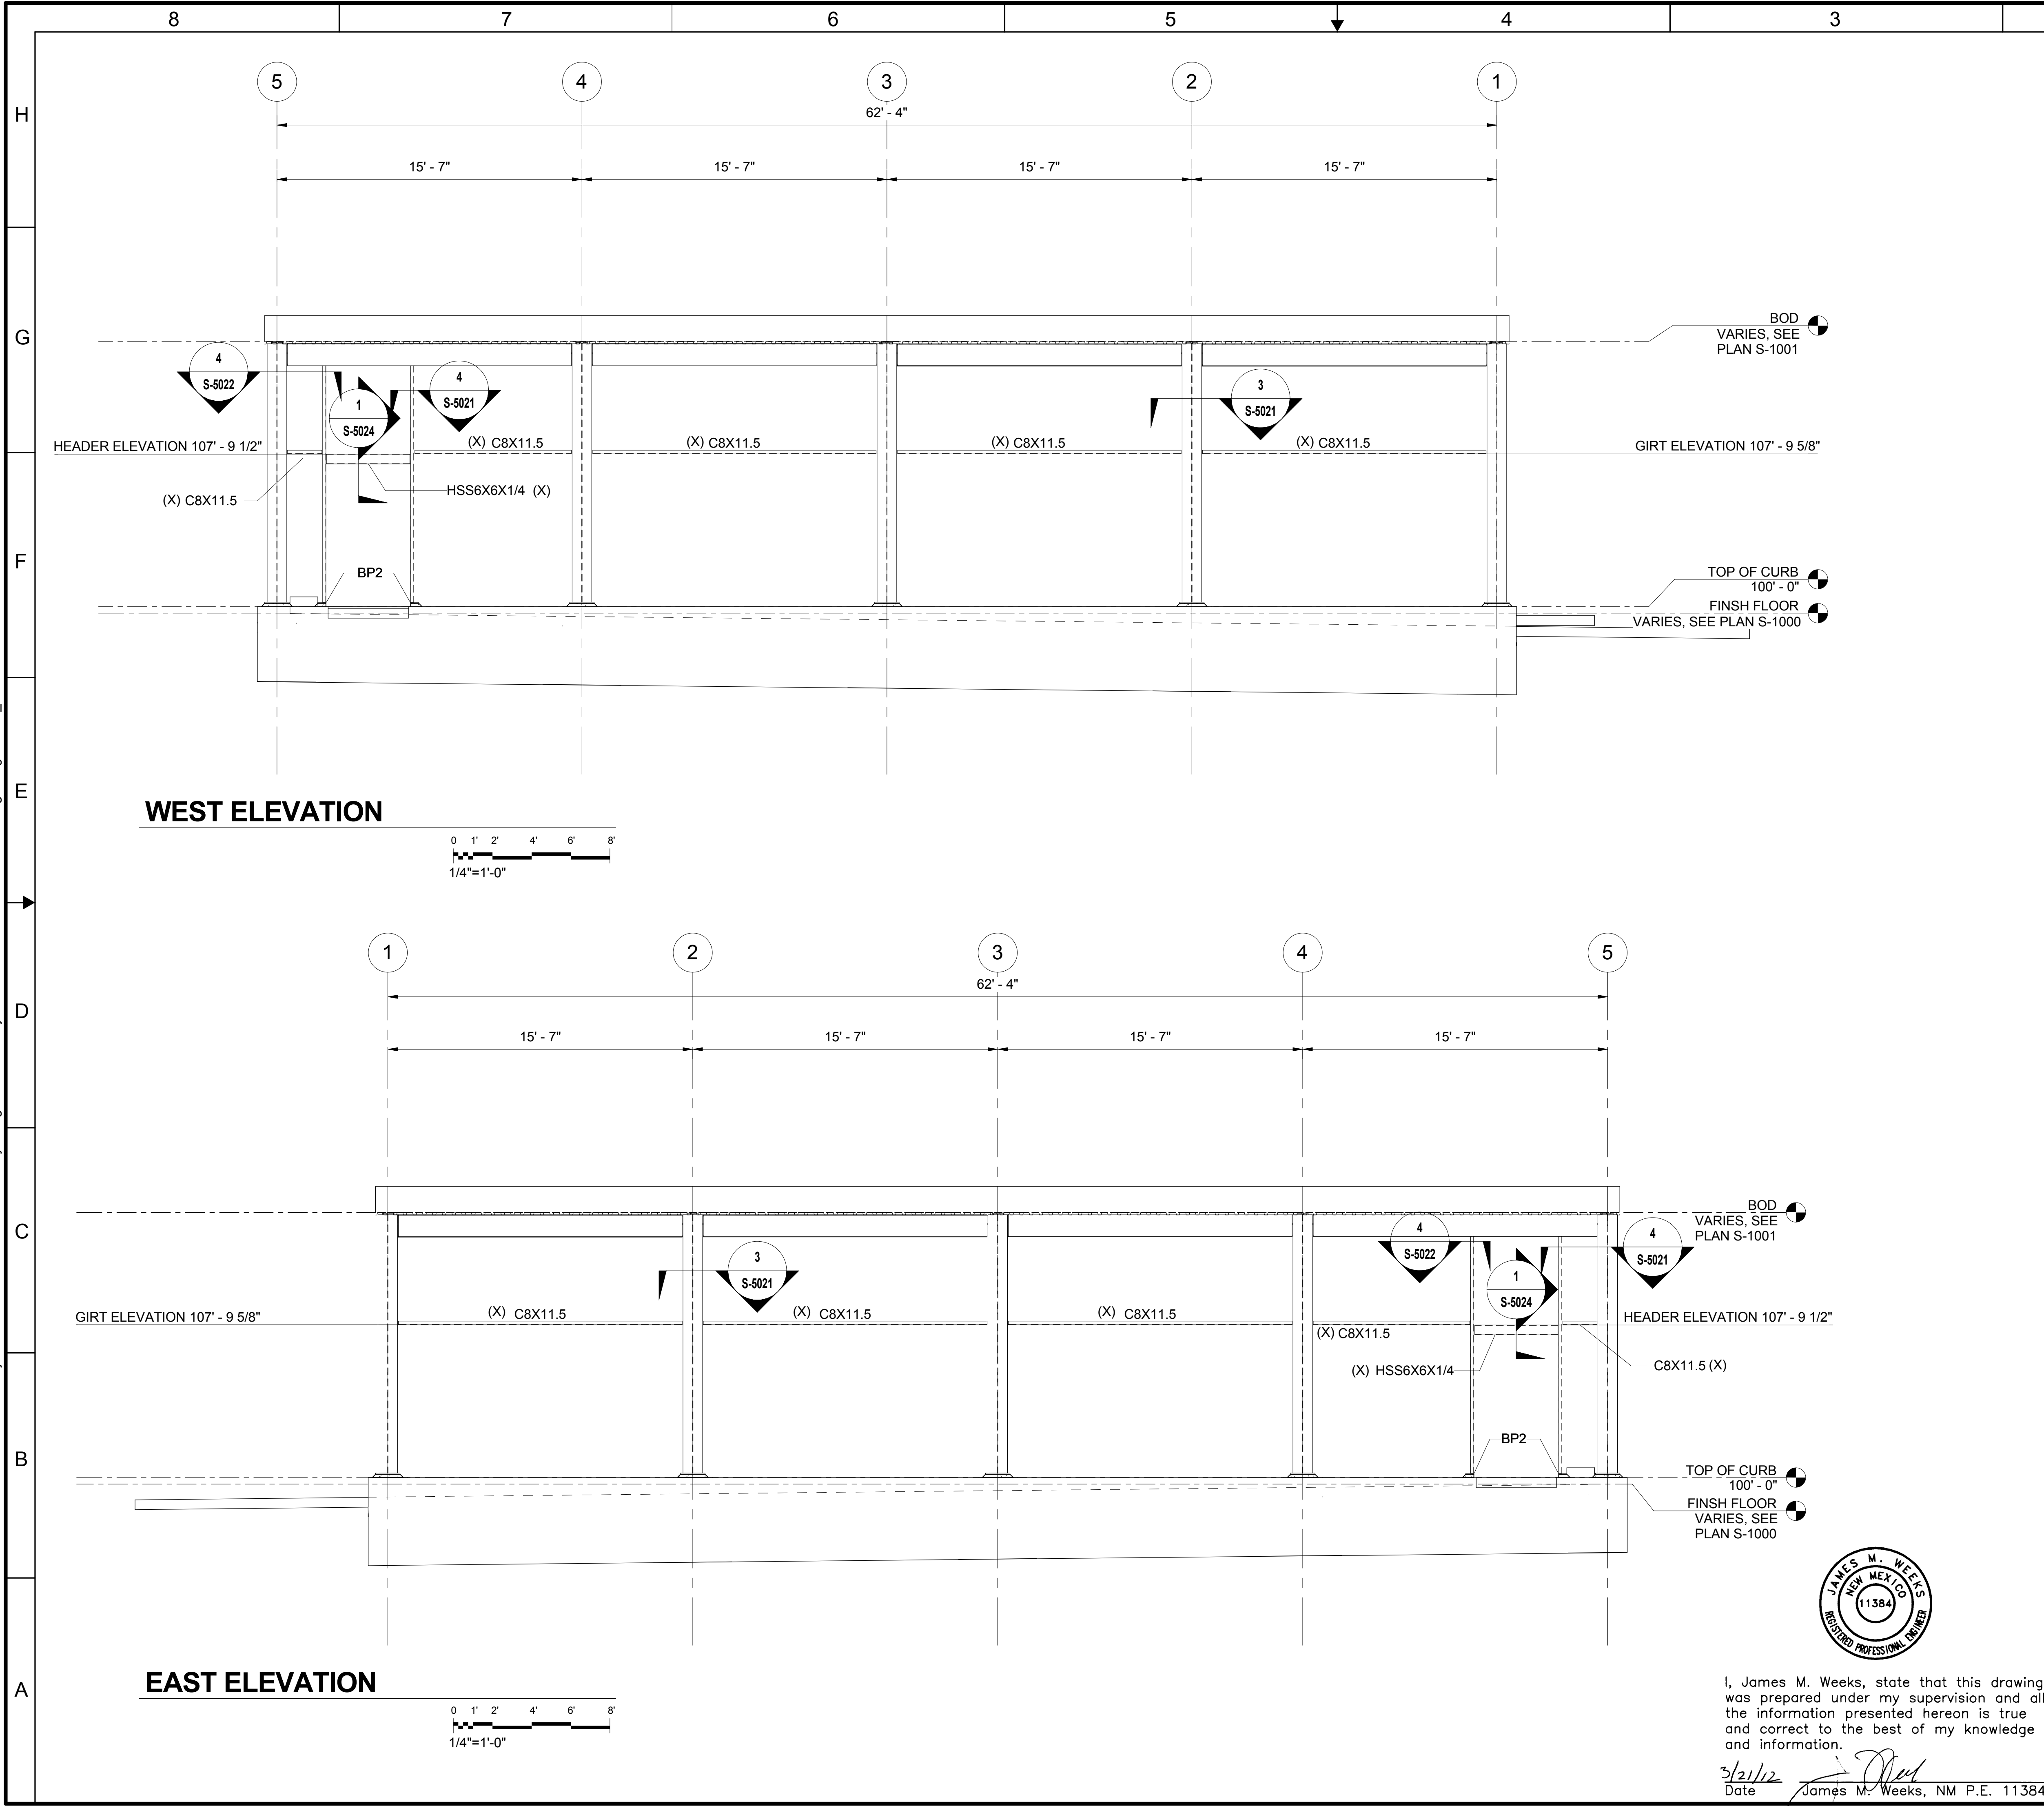 8 7 6 5 4 3
H
G
F
E
D
C
B
A
5 4 3 2 1
62' - 4"
15' - 7" 15' - 7" 15' - 7" 15' - 7"
BOD
VARIES, SEE
PLAN S-1001
4
S-5022
4
S-5021
1
S-5024
3
S-5021
HEADER ELEVATION 107' - 9 1/2"
(X) C8X11.5 (X) C8X11.5 (X) C8X11.5 (X) C8X11.5
GIRT ELEVATION 107' - 9 5/8"
(X) C8X11.5
HSS6X6X1/4 (X)
BP2
TOP OF CURB
100' - 0"
FINSH FLOOR
VARIES, SEE PLAN S-1000
WEST ELEVATION
0 1' 2' 4' 6' 8'
1/4"=1'-0"
1 2 3 4 5
62' - 4"
15' - 7" 15' - 7" 15' - 7" 15' - 7"
BOD
VARIES, SEE
PLAN S-1001
3
S-5021
4
S-5022
1
S-5024
4
S-5021
GIRT ELEVATION 107' - 9 5/8"
(X) C8X11.5 (X) C8X11.5 (X) C8X11.5
(X) C8X11.5
HEADER ELEVATION 107' - 9 1/2"
(X) HSS6X6X1/4
C8X11.5 (X)
BP2
TOP OF CURB
100' - 0"
FINSH FLOOR
VARIES, SEE
PLAN S-1000
EAST ELEVATION
0 1' 2' 4' 6' 8'
1/4"=1'-0"
JAMES M. WEEKS
NEW MEXICO
11384
REGISTERED PROFESSIONAL ENGINEER
I, James M. Weeks, state that this drawing
was prepared under my supervision and all
the information presented hereon is true
and correct to the best of my knowledge
and information.
3/21/12
Date James M. Weeks, NM P.E. 11384